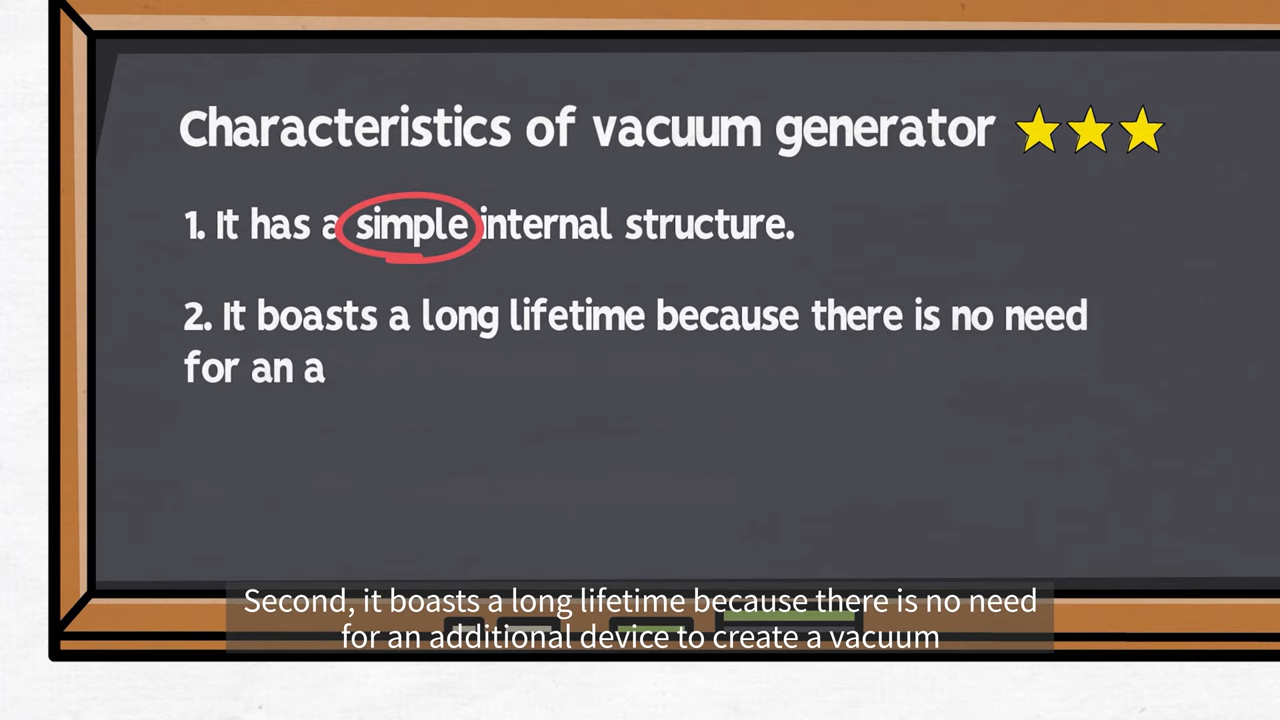 Characteristics of vacuum generator
1. It has a simple internal structure.
2. It boasts a long lifetime because there is no need
for an a
Second, it boasts a long lifetime because there is no need
for an additional device to create a vacuum